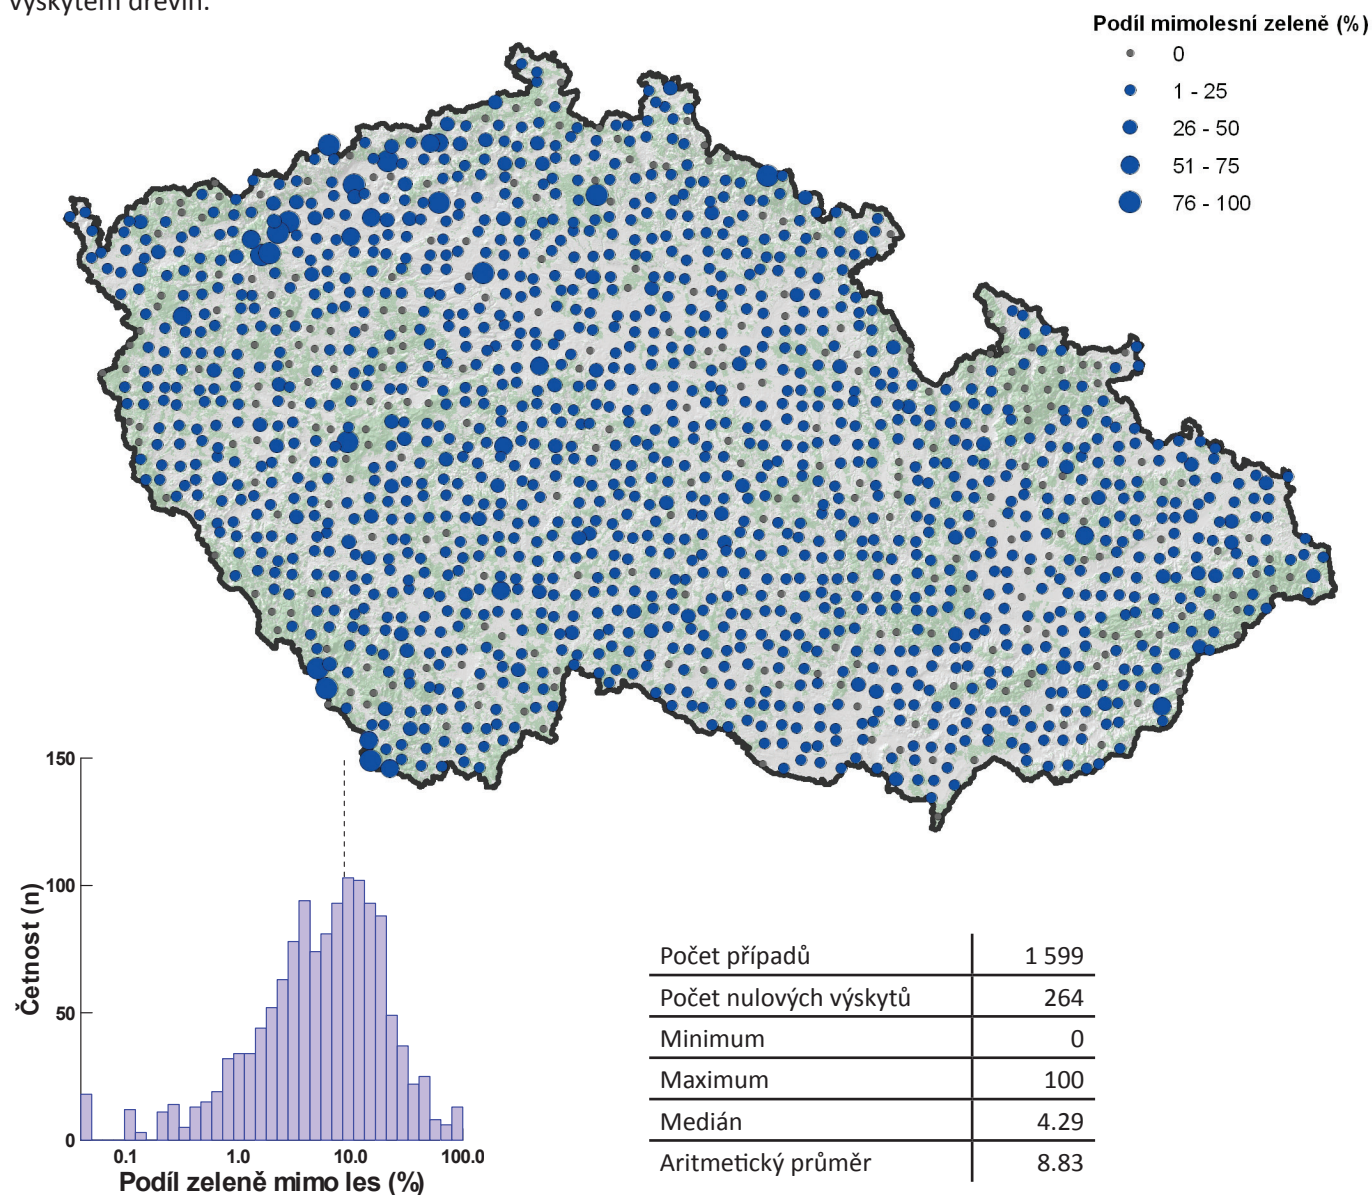 výskytem dřevin.
Podíl mimolesní zeleně (%)
0
1 - 25
26 - 50
51 - 75
76 - 100
150
100
50
0
Četnost (n)
0.1 1.0 10.0 100.0
Podíl zeleně mimo les (%)
Počet případů 1 599
Počet nulových výskytů 264
Minimum 0
Maximum 100
Medián 4.29
Aritmetický průměr 8.83